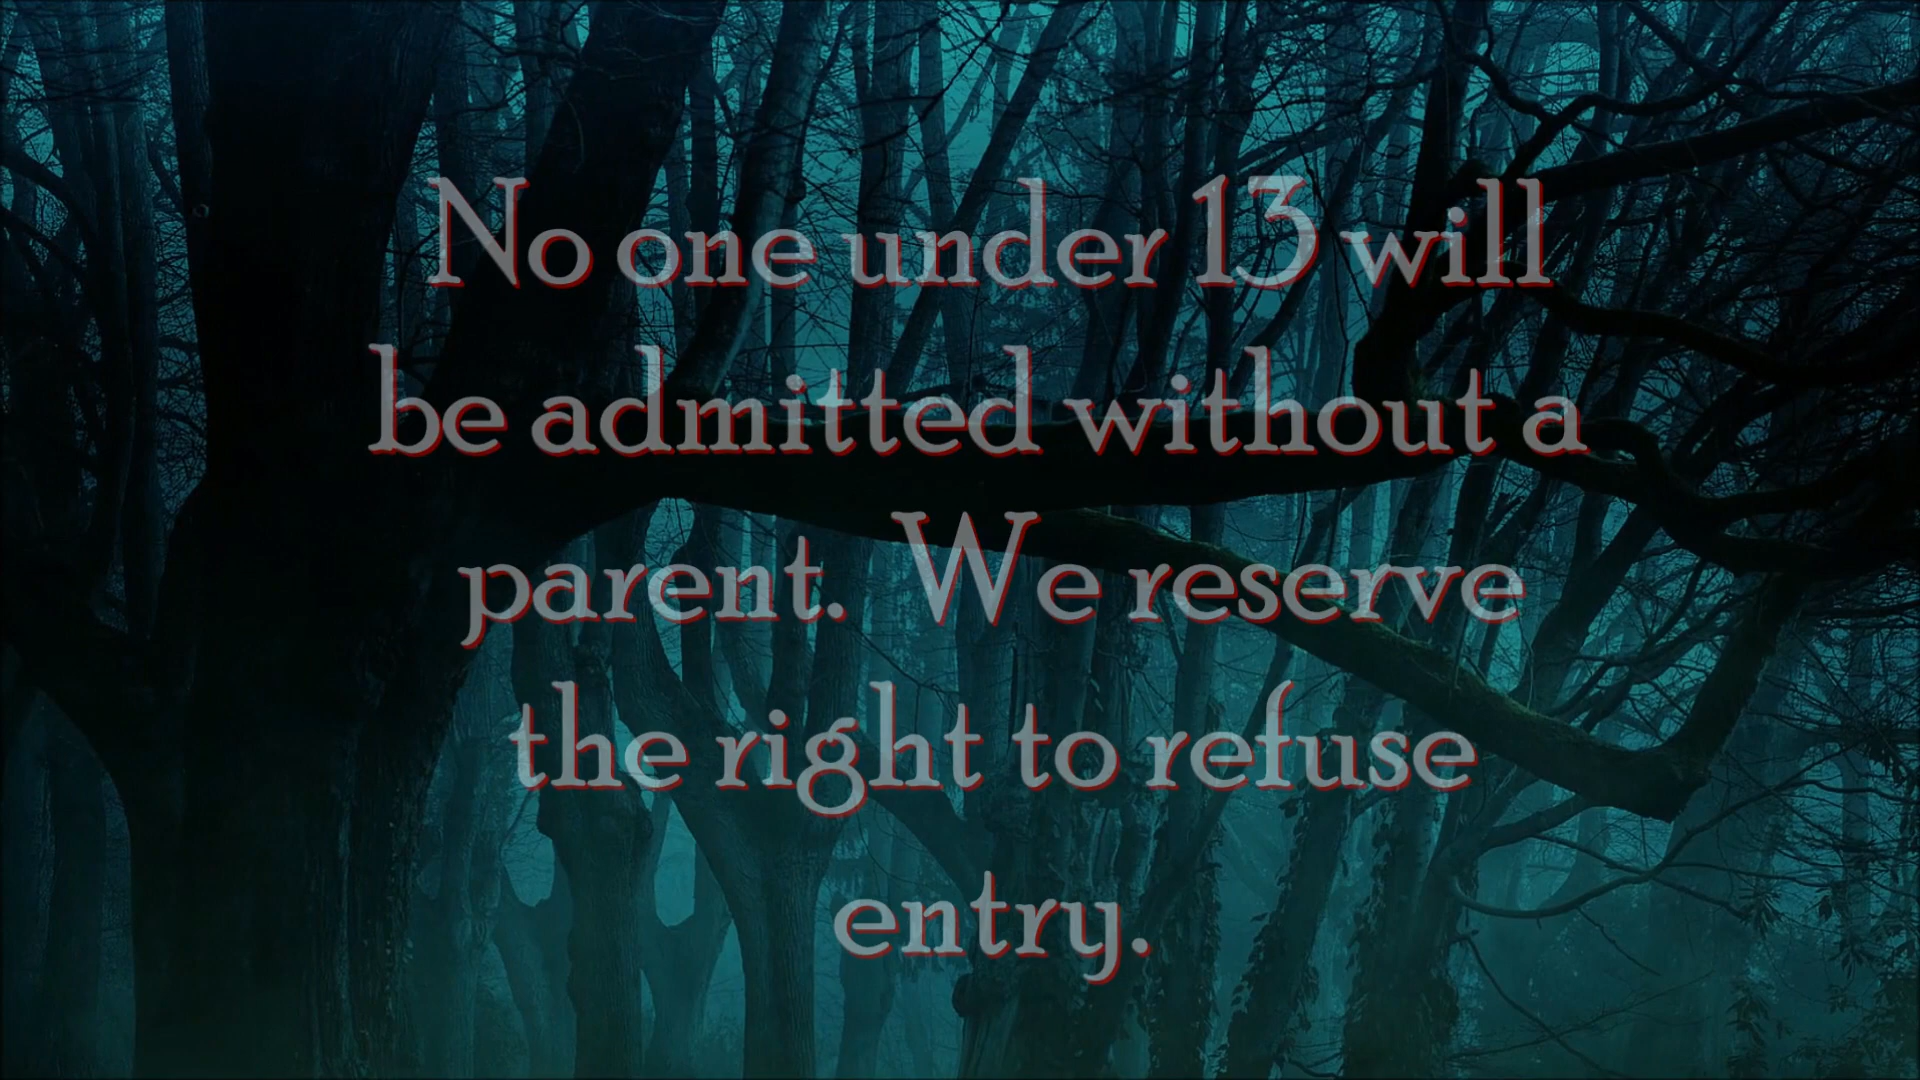 No one under 13 will
be admitted without a
parent.  We reserve
the right to refuse
entry.